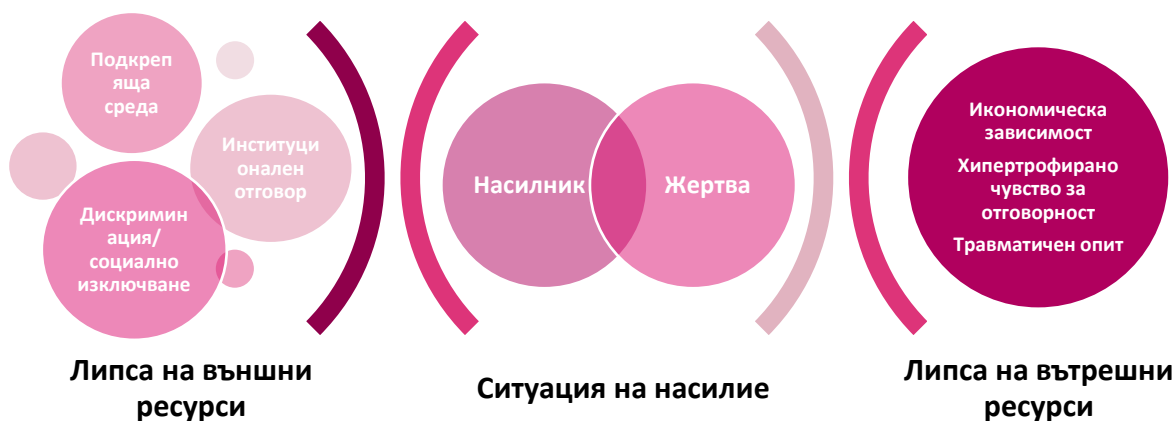 Подкреп
яща
среда
Институци
онален
отговор
Дискримин
ация/
социално
изключване
Липса на външни
ресурси
Насилник
Жертва
Ситуация на насилие
Икономическа
зависимост
Хипертрофирано
чувство за
отговорност
Травматичен опит
Липса на вътрешни
ресурси